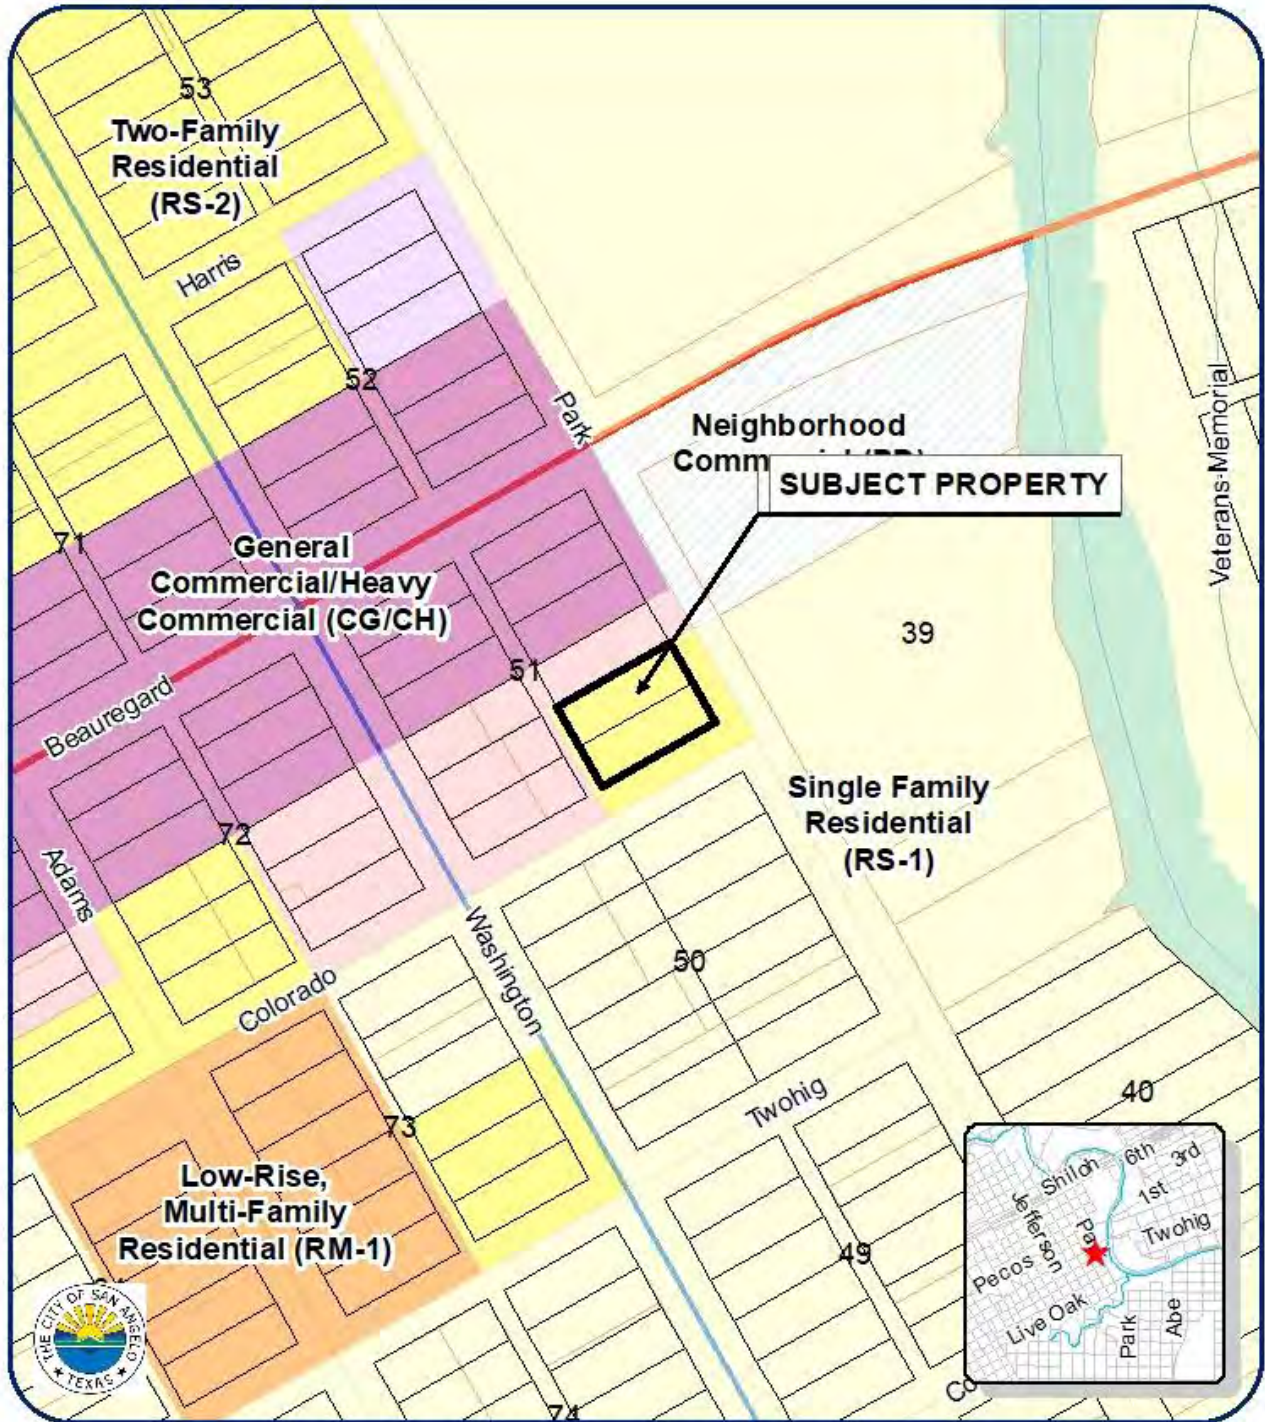 53
Two-Family
Residential
(RS-2)
Harris
52
Park
Neighborhood
SUBJECT PROPERTY
Veterans Memorial
71
General
Commercial/Heavy
Commercial (CG/CH)
39
51
Beauregard
Single Family
Residential
(RS-1)
72
Adams
Washington
50
Colorado
Twohig
40
73
Low-Rise,
Multi-Family
Residential (RM-1)
49
Shiloh
6th
3rd
1st
Jefferson
Twohig
Pecos
Live Oak
Park
Abe
THE CITY OF SAN ANGELO
TEXAS
74